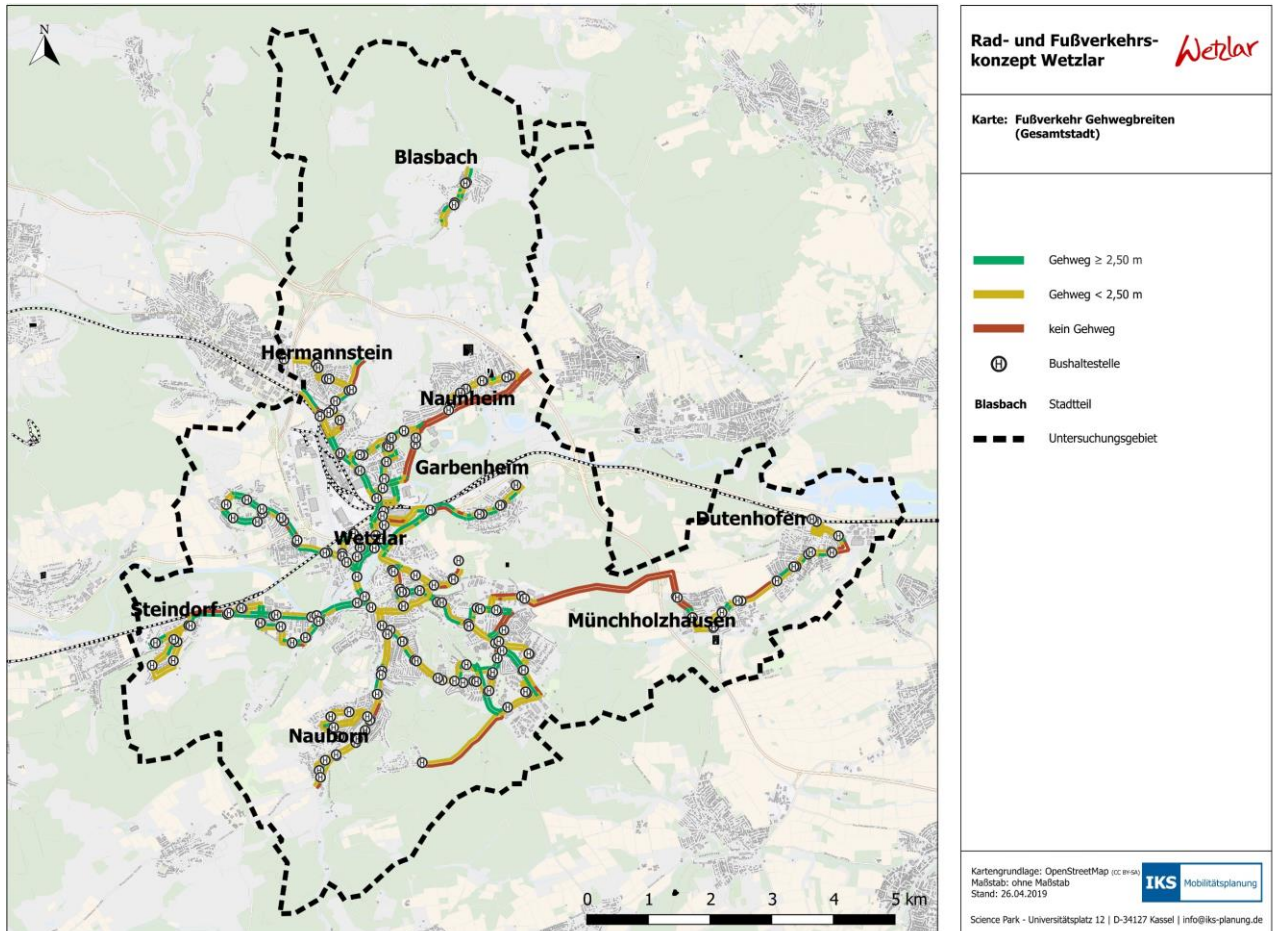 N
Blasbach
Hermannstein
Naunheim
Garbenheim
Dutenhofen
Wetzlar
Steindorf
Münchholzhausen
Nauborn
0 1 2 3 4 5 km
Rad- und Fußverkehrs-
konzept Wetzlar
Wetzlar
Karte: Fußverkehr Gehwegbreiten
(Gesamtstadt)
Gehweg ≥ 2,50 m
Gehweg < 2,50 m
kein Gehweg
H Bushaltestelle
Blasbach Stadtteil
Untersuchungsgebiet
Kartengrundlage: OpenStreetMap (CC BY-SA)
Maßstab: ohne Maßstab
Stand: 26.04.2019
IKS Mobilitätsplanung
Science Park - Universitätsplatz 12 | D-34127 Kassel | info@iks-planung.de